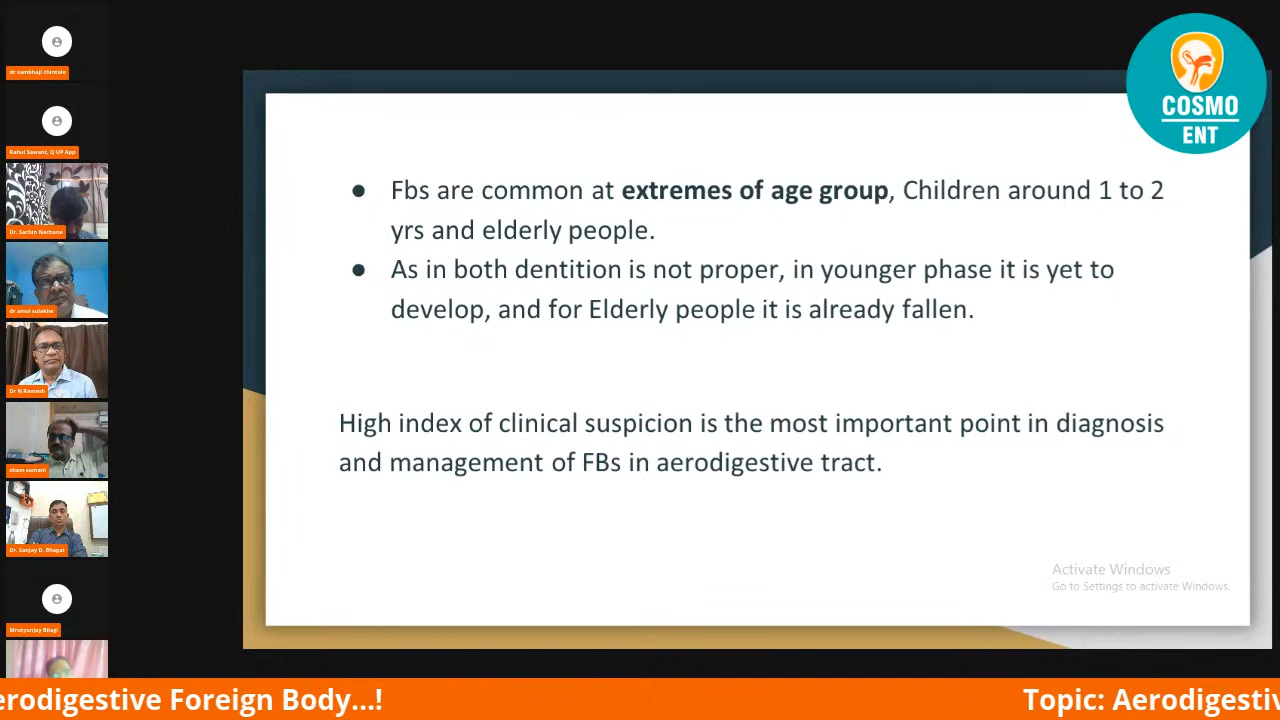 dr sambhaji chintale
Rahul Sawant, Q UP App
Dr. Sachin Nachane
dr amol sulakhe
Dr N Ramesh
sham somani
Dr. Sanjay D. Bhagat
Mrutyunjay Bilagi
COSMO
ENT
● Fbs are common at extremes of age group, Children around 1 to 2
yrs and elderly people.
● As in both dentition is not proper, in younger phase it is yet to
develop, and for Elderly people it is already fallen.
High index of clinical suspicion is the most important point in diagnosis
and management of FBs in aerodigestive tract.
Activate Windows
Go to Settings to activate Windows.
erodigestive Foreign Body...! Topic: Aerodigestiv